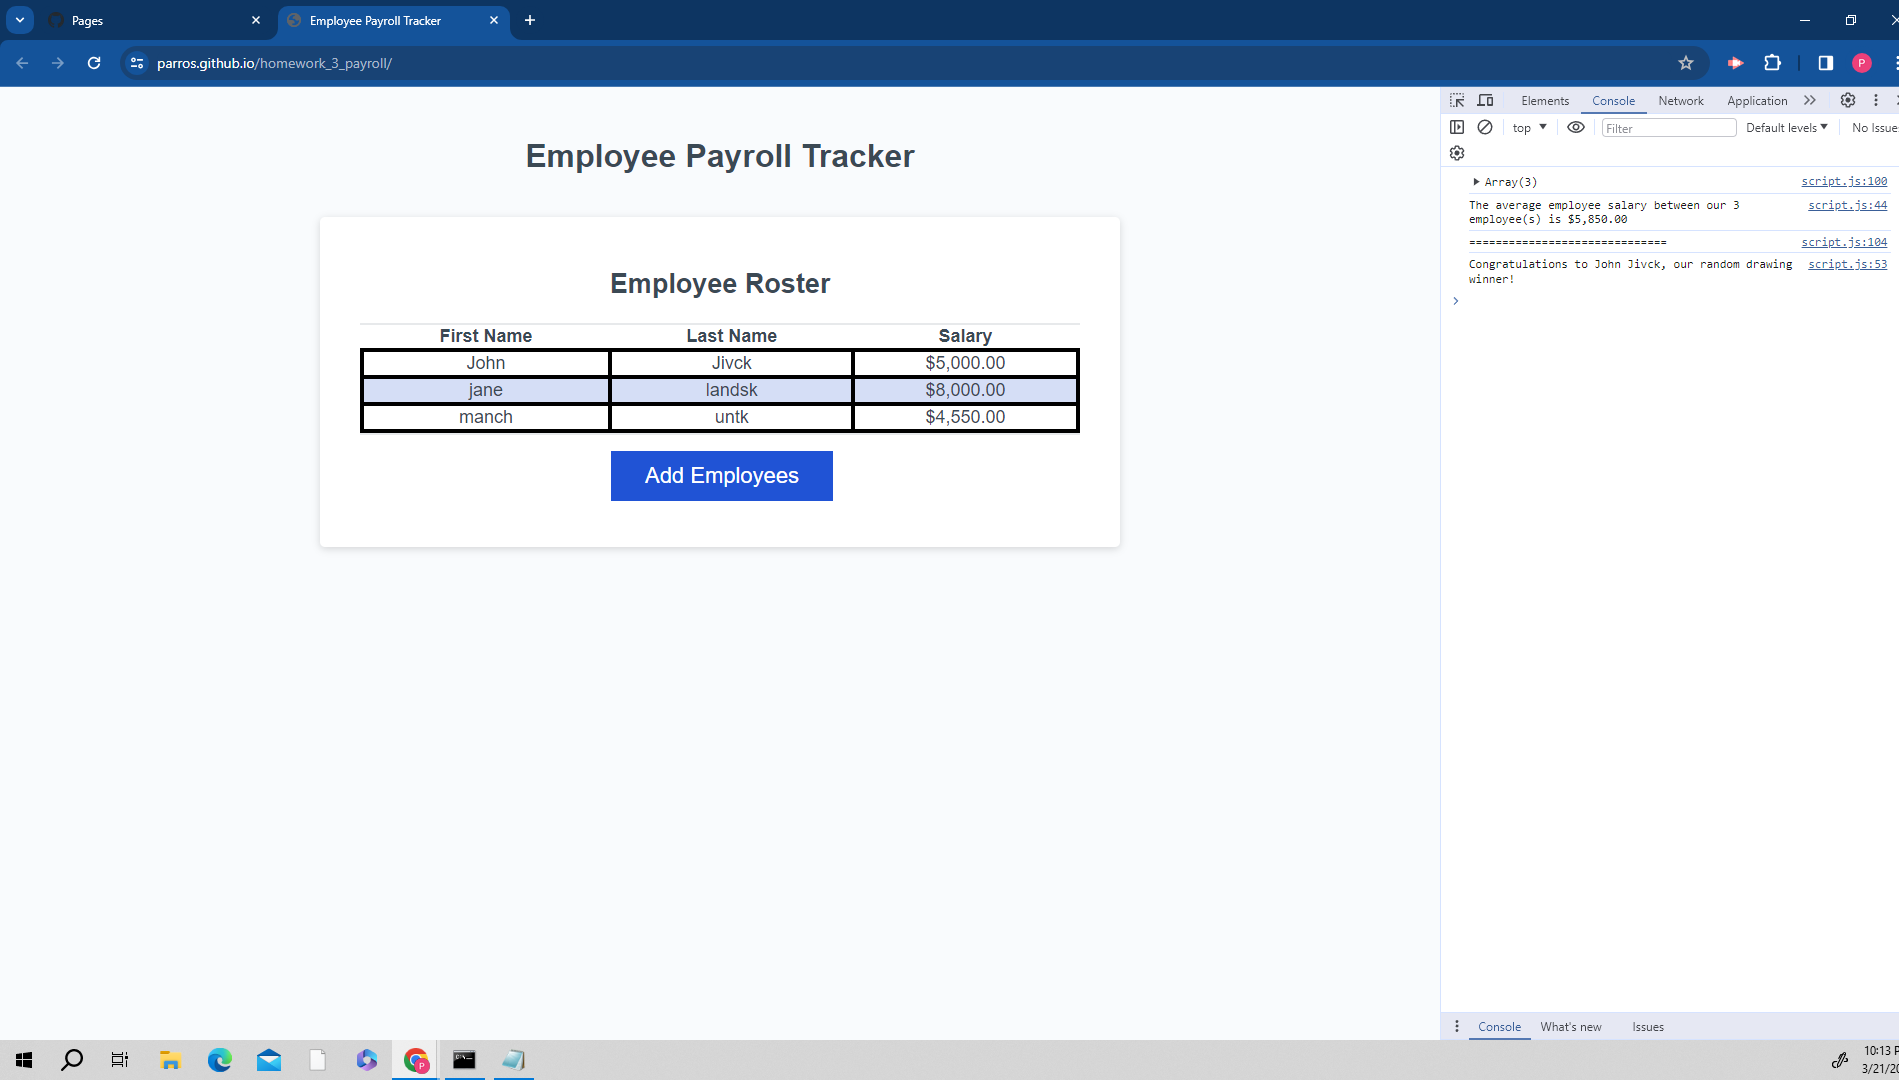 Pages
Employee Payroll Tracker
parros.github.io/homework_3_payroll/
P
Elements Console Network Application
top Filter Default levels No Issue
Employee Payroll Tracker
Array(3) script.js:100
The average employee salary between our 3 script.js:44
employee(s) is $5,850.00
============================== script.js:104
Congratulations to John Jivck, our random drawing script.js:53
winner!
Employee Roster
First Name Last Name Salary
John Jivck $5,000.00
jane landsk $8,000.00
manch untk $4,550.00
Add Employees
Console What's new Issues
P
10:13 P
3/21/20